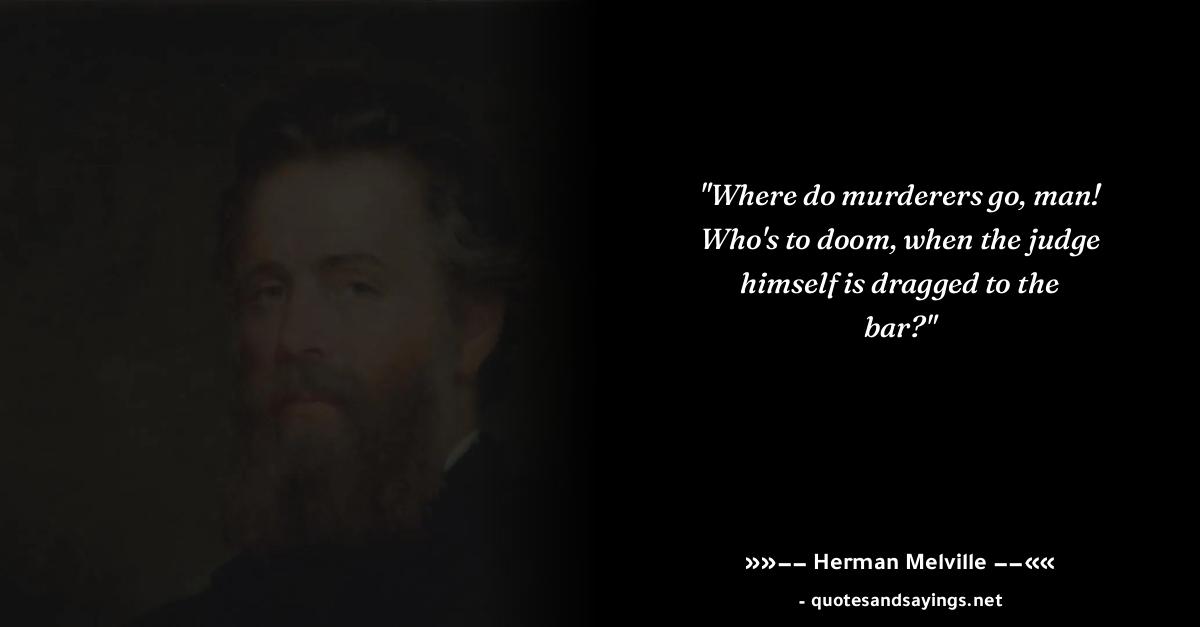 "Where do murderers go, man!
Who's to doom, when the judge
himself is dragged to the
bar?"
»»–– Herman Melville ––««
- quotesandsayings.net